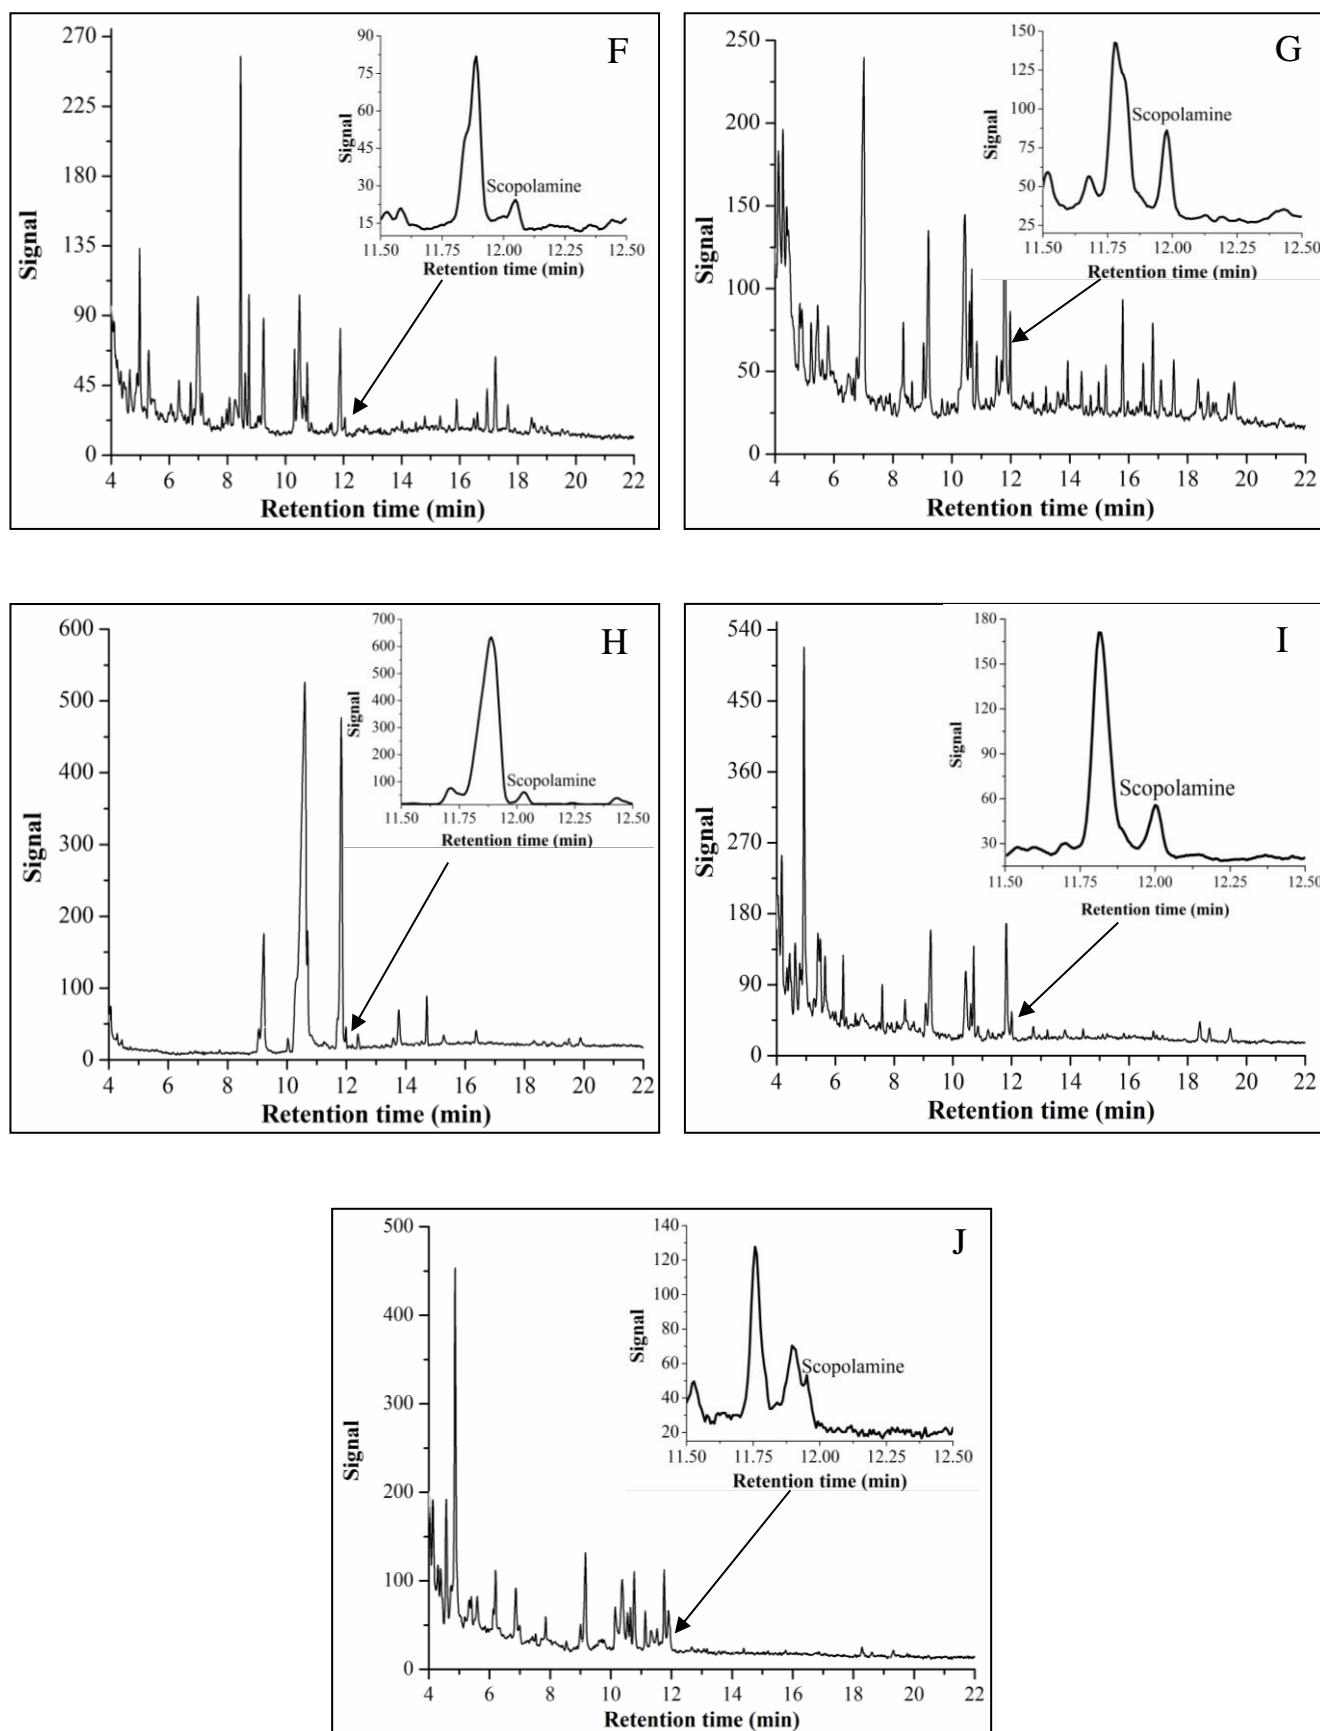 F
270
225
180
135
90
45
0
Signal
4 6 8 10 12 14 16 18 20 22
Retention time (min)
90
75
60
45
30
15
Signal
Scopolamine
11.50 11.75 12.00 12.25 12.50
Retention time (min)
G
250
200
150
100
50
0
Signal
4 6 8 10 12 14 16 18 20 22
Retention time (min)
150
125
100
75
50
25
Signal
Scopolamine
11.50 11.75 12.00 12.25 12.50
Retention time (min)
H
600
500
400
300
200
100
0
Signal
4 6 8 10 12 14 16 18 20 22
Retention time (min)
700
600
500
400
300
200
100
Signal
Scopolamine
11.50 11.75 12.00 12.25 12.50
Retention time (min)
I
540
450
360
270
180
90
0
Signal
4 6 8 10 12 14 16 18 20 22
Retention time (min)
180
150
120
90
60
30
Signal
Scopolamine
11.50 11.75 12.00 12.25 12.50
Retention time (min)
J
500
400
300
200
100
0
Signal
4 6 8 10 12 14 16 18 20 22
Retention time (min)
140
120
100
80
60
40
20
Signal
Scopolamine
11.50 11.75 12.00 12.25 12.50
Retention time (min)